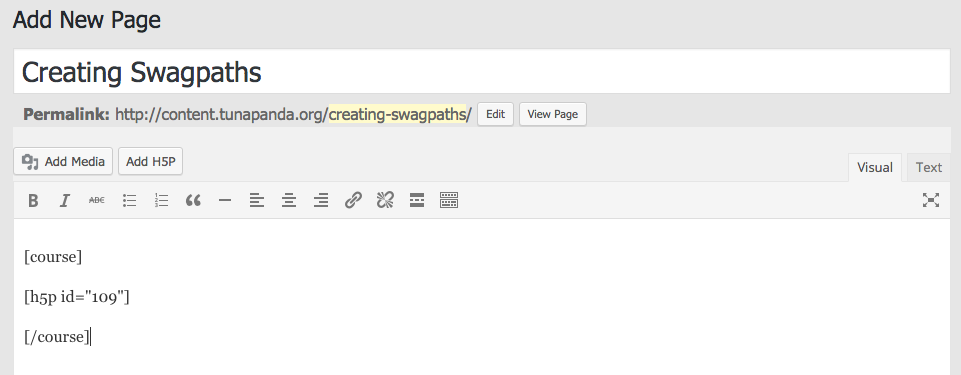 Add New Page
Creating Swagpaths
Permalink: http://content.tunapanda.org/creating-swagpaths/ Edit View Page
Add Media Add H5P
Visual Text
B I ABC
[course]
[h5p id="109"]
[/course]